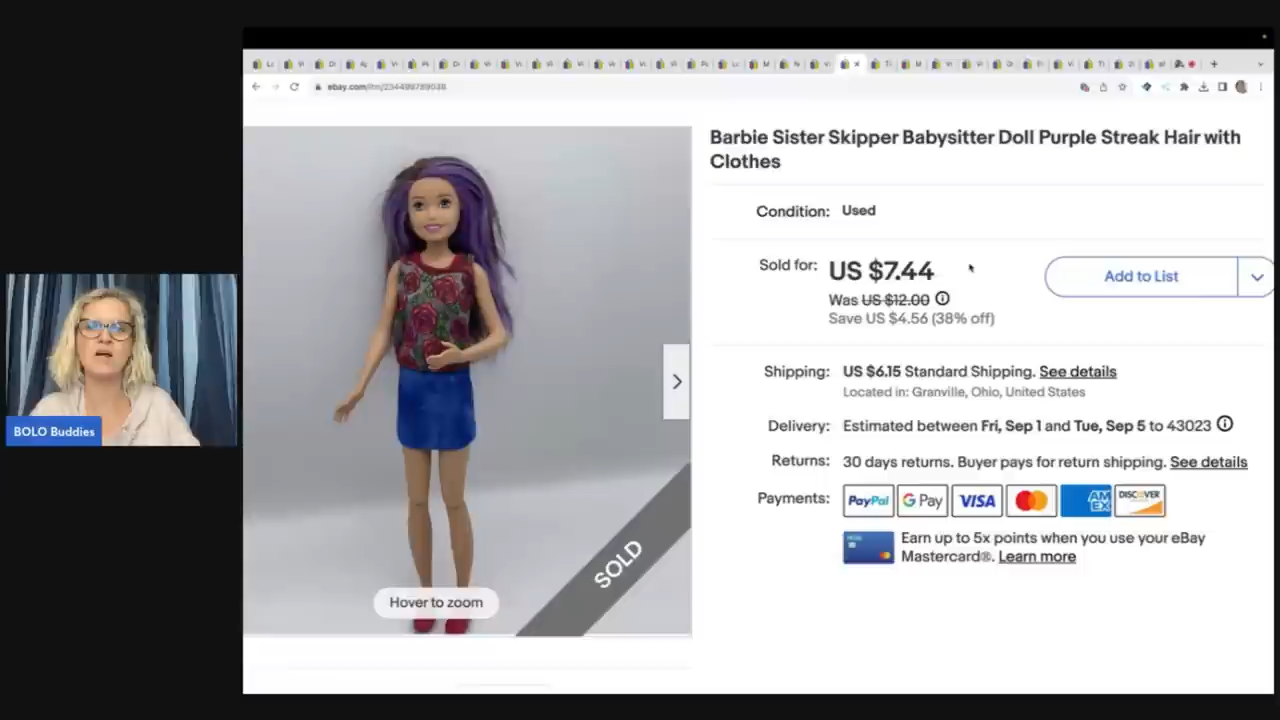 ebay.com/itm/234499789038
Barbie Sister Skipper Babysitter Doll Purple Streak Hair with
Clothes
Condition: Used
Sold for: US $7.44
Add to List
Was US $12.00
Save US $4.56 (38% off)
Shipping: US $6.15 Standard Shipping. See details
Located in: Granville, Ohio, United States
Delivery: Estimated between Fri, Sep 1 and Tue, Sep 5 to 43023
Returns: 30 days returns. Buyer pays for return shipping. See details
Payments: PayPal G Pay VISA AM EX DISCOVER
Earn up to 5x points when you use your eBay
Mastercard®. Learn more
SOLD
Hover to zoom
BOLO Buddies